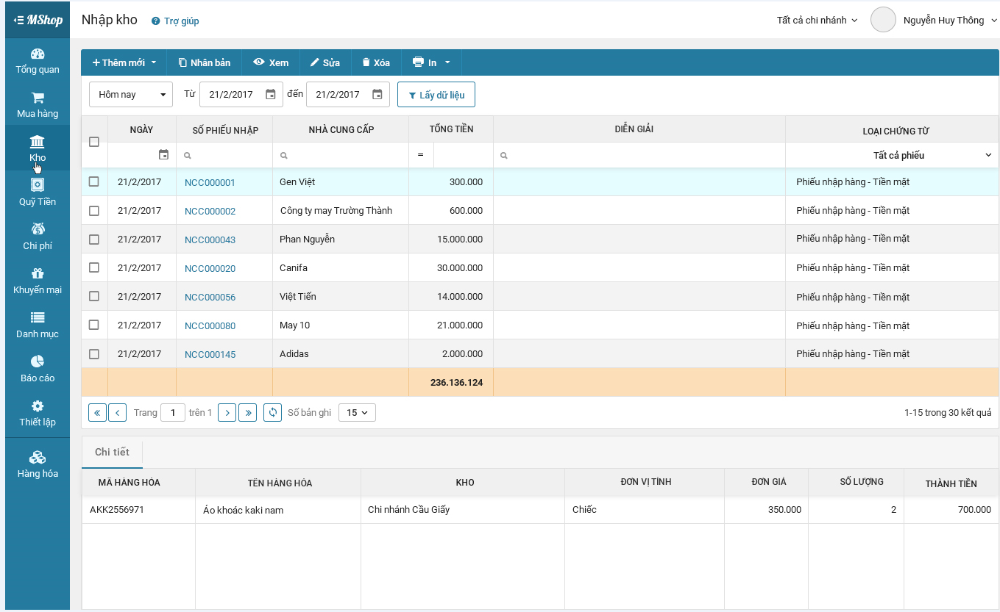 MShop
Nhập kho Trợ giúp Tất cả chi nhánh Nguyễn Huy Thông
Tổng quan
Mua hàng
Kho
Quỹ Tiền
Chi phí
Khuyến mại
Danh mục
Báo cáo
Thiết lập
Hàng hóa
Thêm mới Nhân bản Xem Sửa Xóa In
Hôm nay Từ 21/2/2017 đến 21/2/2017 Lấy dữ liệu
NGÀY SỐ PHIẾU NHẬP NHÀ CUNG CẤP TỔNG TIỀN DIỄN GIẢI LOẠI CHỨNG TỪ
= Tất cả phiếu
21/2/2017 NCC000001 Gen Việt 300.000 Phiếu nhập hàng - Tiền mặt
21/2/2017 NCC000002 Công ty may Trường Thành 600.000 Phiếu nhập hàng - Tiền mặt
21/2/2017 NCC000043 Phan Nguyễn 15.000.000 Phiếu nhập hàng - Tiền mặt
21/2/2017 NCC000020 Canifa 30.000.000 Phiếu nhập hàng - Tiền mặt
21/2/2017 NCC000056 Việt Tiến 14.000.000 Phiếu nhập hàng - Tiền mặt
21/2/2017 NCC000080 May 10 21.000.000 Phiếu nhập hàng - Tiền mặt
21/2/2017 NCC000145 Adidas 2.000.000 Phiếu nhập hàng - Tiền mặt
236.136.124
Trang 1 trên 1 Số bản ghi 15 1-15 trong 30 kết quả
Chi tiết
MÃ HÀNG HÓA TÊN HÀNG HÓA KHO ĐƠN VỊ TÍNH ĐƠN GIÁ SỐ LƯỢNG THÀNH TIỀN
AKK2556971 Áo khoác kaki nam Chi nhánh Cầu Giấy Chiếc 350.000 2 700.000